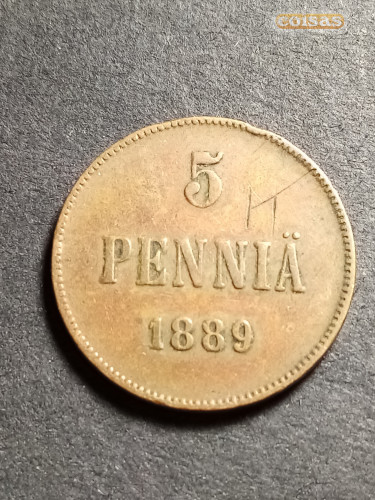 coisas
5
PENNIÄ
1889